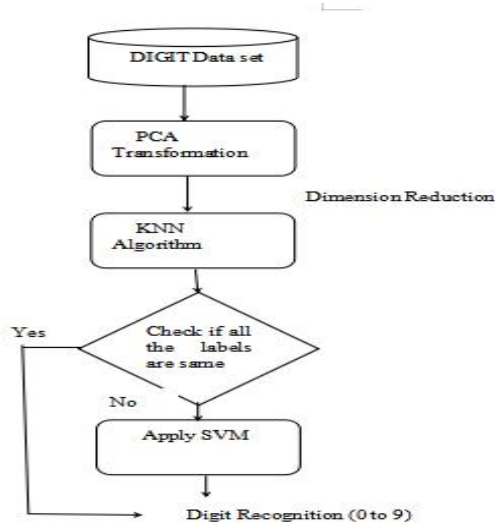 DIGIT Data set
PCA
Transformation
Dimension Reduction
KNN
Algorithm
Yes
Check if all
the labels
are same
No
Apply SVM
Digit Recognition (0 to 9)